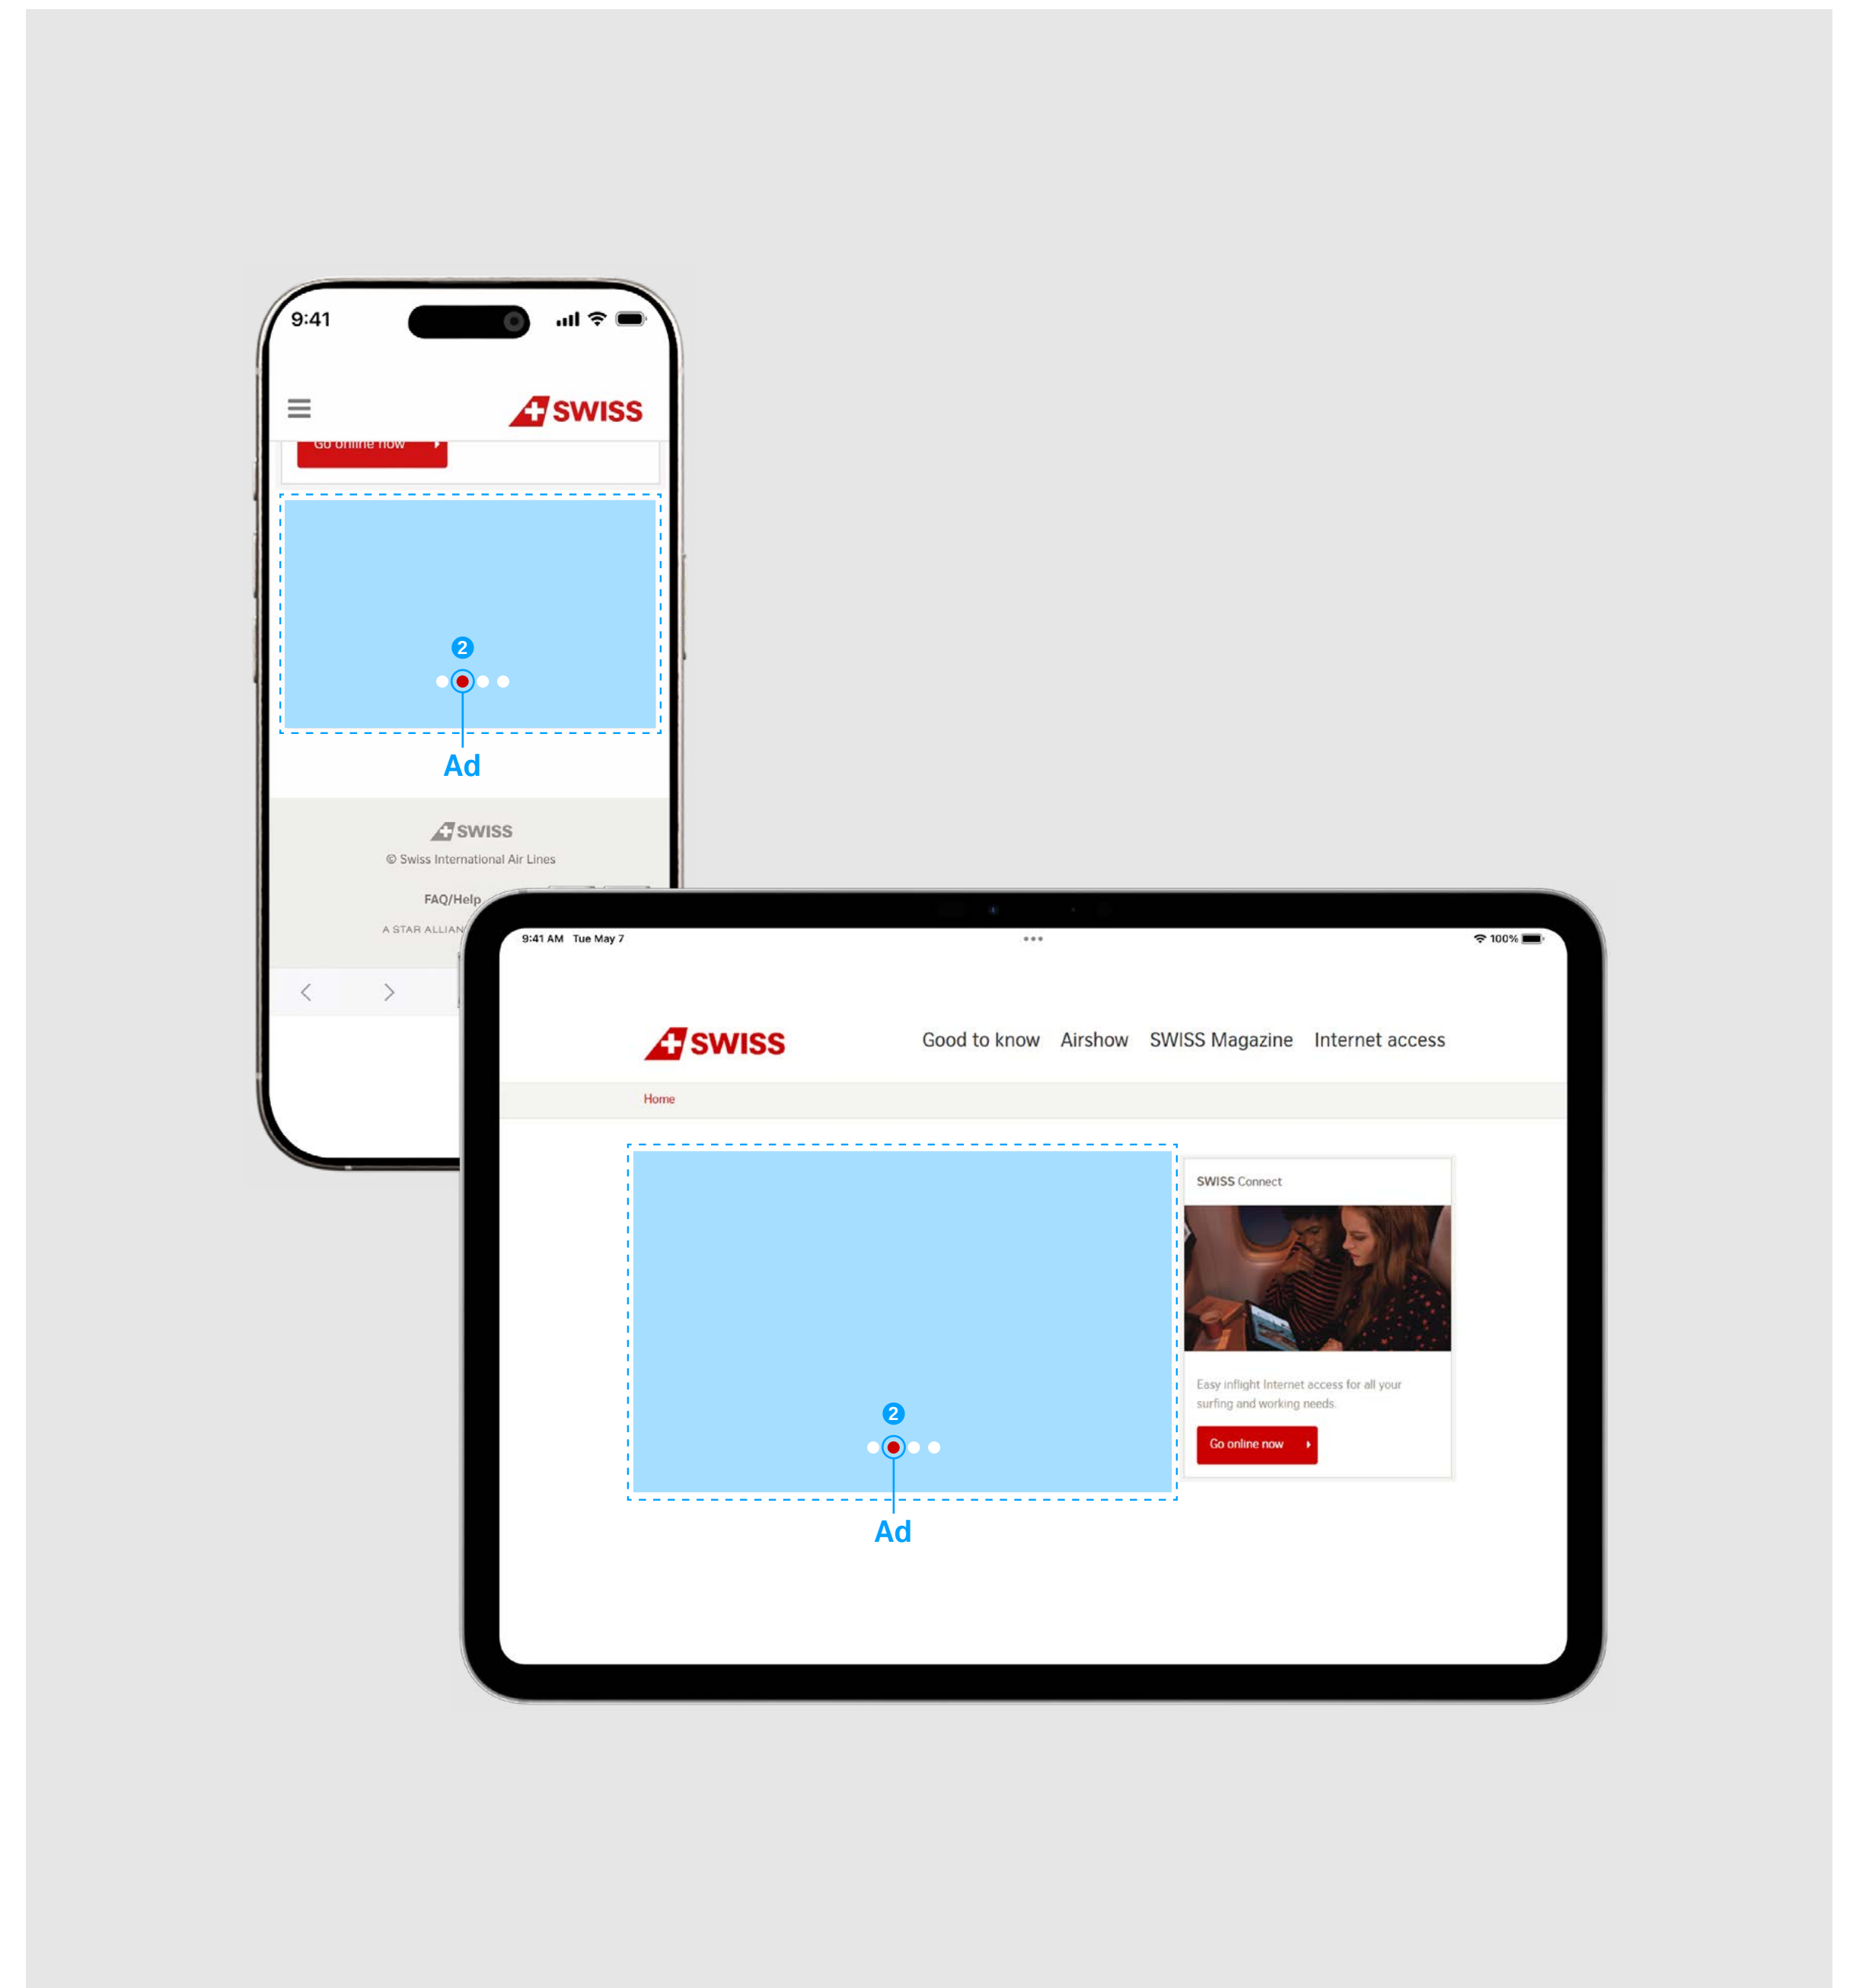 9:41
SWISS
Go online now
2
Ad
SWISS
© Swiss International Air Lines
FAQ/Help
A STAR ALLIAN
9:41 AM Tue May 7
100%
SWISS
Good to know Airshow SWISS Magazine Internet access
Home
SWISS Connect
Easy inflight Internet access for all your
surfing and working needs.
Go online now
2
Ad